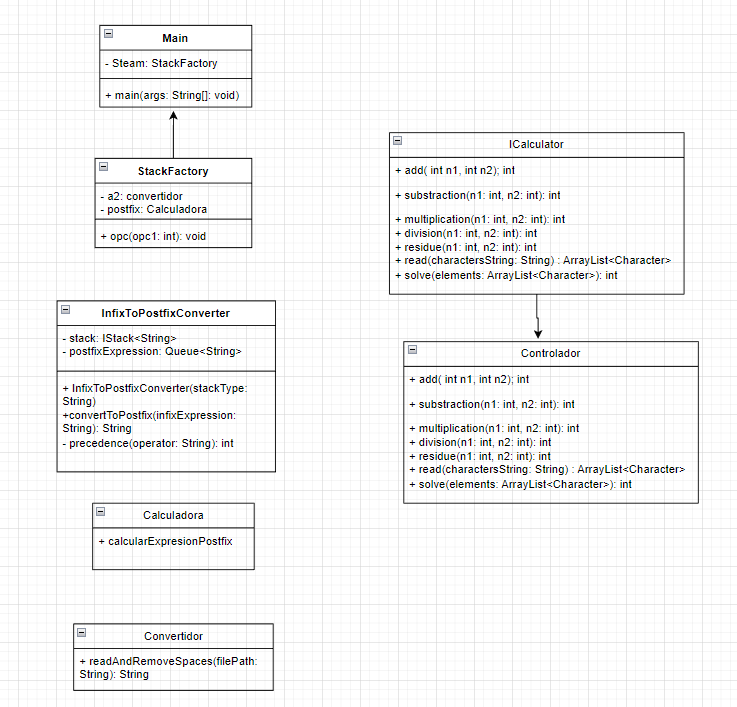 Main
- Steam: StackFactory
+ main(args: String[]: void)
StackFactory
- a2: convertidor
- postfix: Calculadora
+ opc(opc1: int): void
InfixToPostfixConverter
- stack: IStack<String>
- postfixExpression: Queue<String>
+ InfixToPostfixConverter(stackType:
String)
+convertToPostfix(infixExpression:
String): String
- precedence(operator: String): int
Calculadora
+ calcularExpresionPostfix
Convertidor
+ readAndRemoveSpaces(filePath:
String): String
ICalculator
+ add( int n1, int n2); int
+ substraction(n1: int, n2: int): int
+ multiplication(n1: int, n2: int): int
+ division(n1: int, n2: int): int
+ residue(n1: int, n2: int): int
+ read(charactersString: String) : ArrayList<Character>
+ solve(elements: ArrayList<Character>): int
Controlador
+ add( int n1, int n2); int
+ substraction(n1: int, n2: int): int
+ multiplication(n1: int, n2: int): int
+ division(n1: int, n2: int): int
+ residue(n1: int, n2: int): int
+ read(charactersString: String) : ArrayList<Character>
+ solve(elements: ArrayList<Character>): int